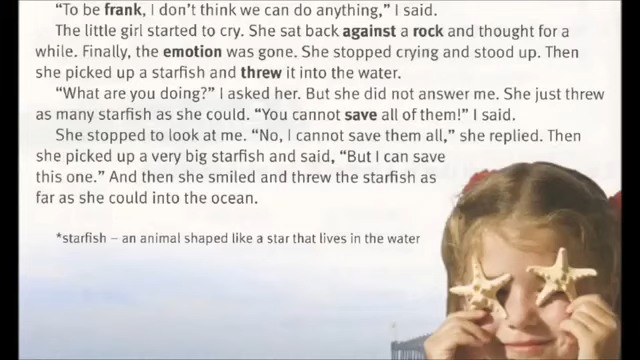 “To be frank, I don’t think we can do anything,” I said.
The little girl started to cry. She sat back against a rock and thought for a
while. Finally, the emotion was gone. She stopped crying and stood up. Then
she picked up a starfish and threw it into the water.
“What are you doing?” I asked her. But she did not answer me. She just threw
as many starfish as she could. “You cannot save all of them!” I said.
She stopped to look at me. “No, I cannot save them all,” she replied. Then
she picked up a very big starfish and said, “But I can save
this one.” And then she smiled and threw the starfish as
far as she could into the ocean.
*starfish – an animal shaped like a star that lives in the water